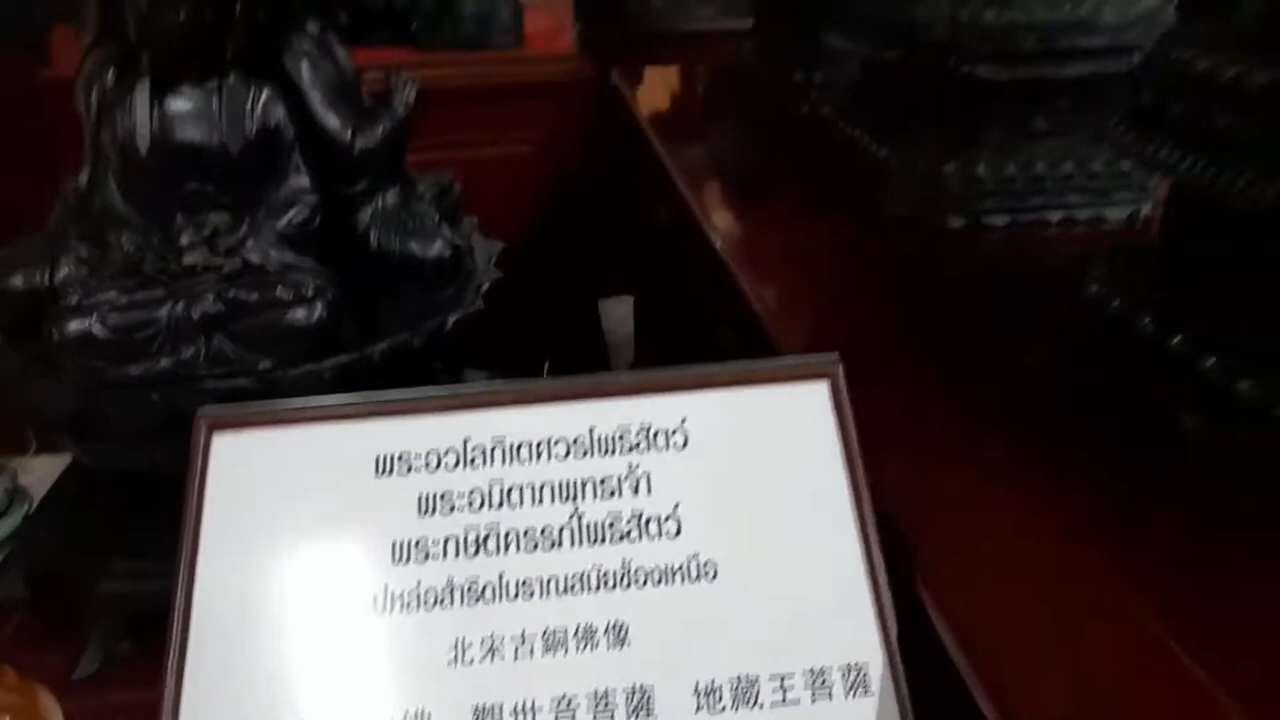 พระอวโลกิเตศวรโพธิสัตว์
พระอมิตาภพุทธเจ้า
พระกษิติครรภ์โพธิสัตว์
หล่อสำริดโบราณสมัยซ้องเหนือ
北宋古銅佛像
佛 觀世音菩薩 地藏王菩薩